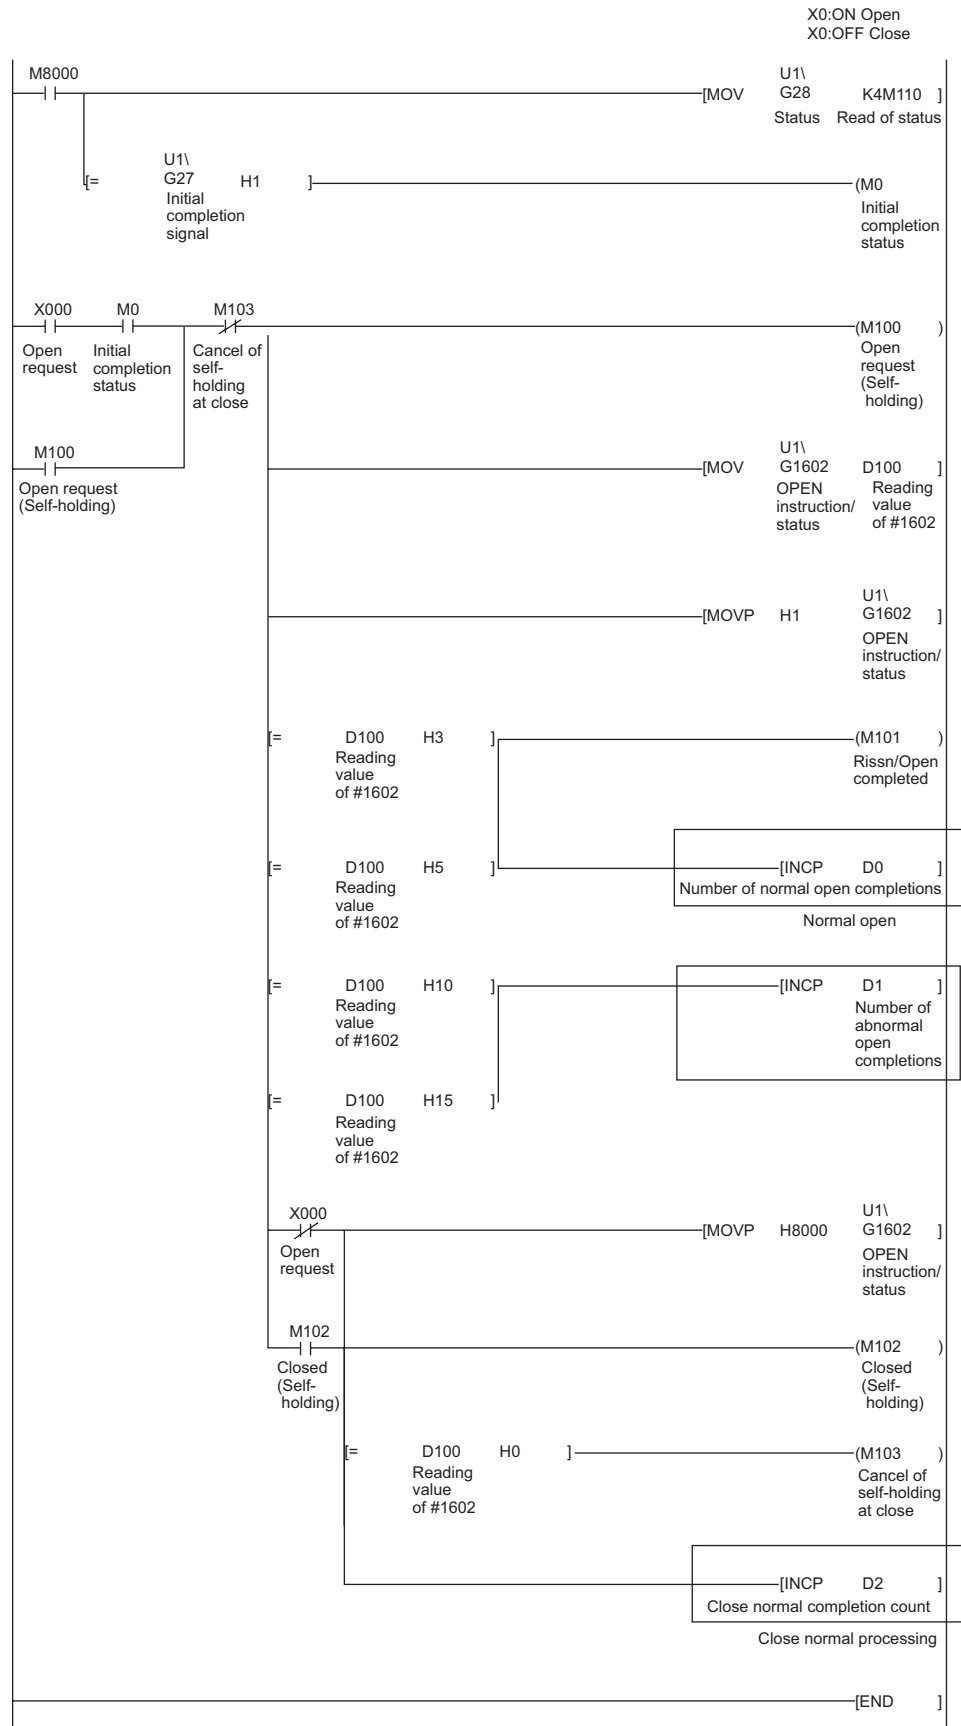 X0:ON Open
X0:OFF Close
M8000
[MOV U1\ G28 K4M110 ]
Status Read of status
[= U1\ G27 H1 ]
Initial
completion
signal
(M0
Initial
completion
status
X000 M0 M103
(M100 )
Open
request
Initial
completion
status
Cancel of
self-
holding
at close
Open
request
(Self-
holding)
M100
Open request
(Self-holding)
[MOV U1\ G1602 D100 ]
OPEN
instruction/
status
Reading
value
of #1602
[MOVP H1 U1\ G1602 ]
OPEN
instruction/
status
[= D100 H3 ]
Reading
value
of #1602
(M101 )
Rissn/Open
completed
[= D100 H5 ]
Reading
value
of #1602
[INCP D0 ]
Number of normal open completions
Normal open
[= D100 H10 ]
Reading
value
of #1602
[INCP D1 ]
Number of
abnormal
open
completions
[= D100 H15 ]
Reading
value
of #1602
X000
Open
request
[MOVP H8000 U1\ G1602 ]
OPEN
instruction/
status
M102
Closed
(Self-
holding)
(M102 )
Closed
(Self-
holding)
[= D100 H0 ]
Reading
value
of #1602
(M103 )
Cancel of
self-holding
at close
[INCP D2 ]
Close normal completion count
Close normal processing
[END ]